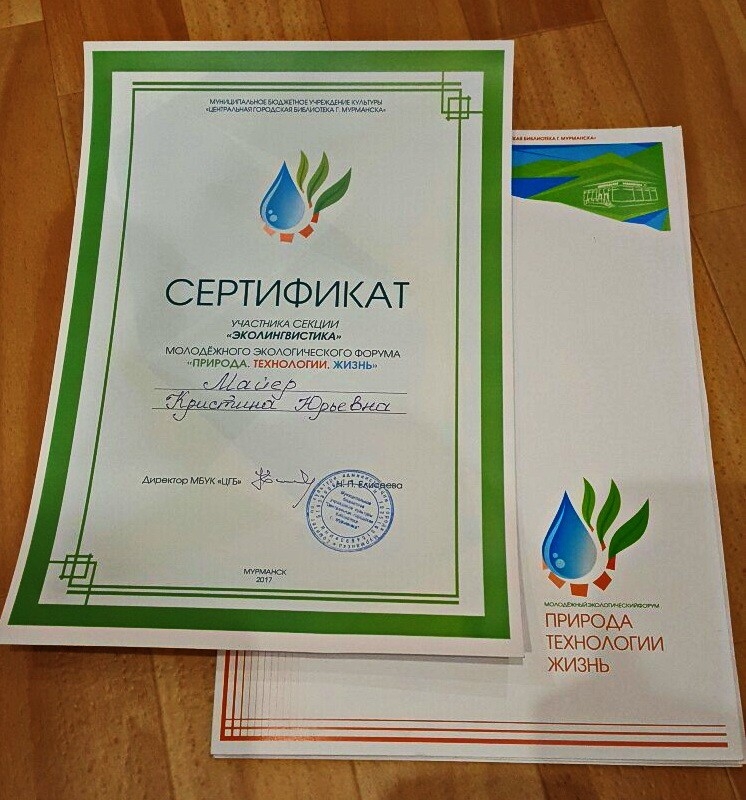 МУНИЦИПАЛЬНОЕ БЮДЖЕТНОЕ УЧРЕЖДЕНИЕ КУЛЬТУРЫ
«ЦЕНТРАЛЬНАЯ ГОРОДСКАЯ БИБЛИОТЕКА Г. МУРМАНСКА»
СЕРТИФИКАТ
УЧАСТНИКА СЕКЦИИ
«ЭКОЛИНГВИСТИКА»
МОЛОДЁЖНОГО ЭКОЛОГИЧЕСКОГО ФОРУМА
«ПРИРОДА. ТЕХНОЛОГИИ. ЖИЗНЬ»
Майер
Кристина Юрьевна
Директор МБУК «ЦГБ» Н. П. Елисеева
МУРМАНСК
2017
БИБЛИОТЕКА Г. МУРМАНСКА»
МОЛОДЁЖНЫЙ ЭКОЛОГИЧЕСКИЙ ФОРУМ
ПРИРОДА
ТЕХНОЛОГИИ
ЖИЗНЬ